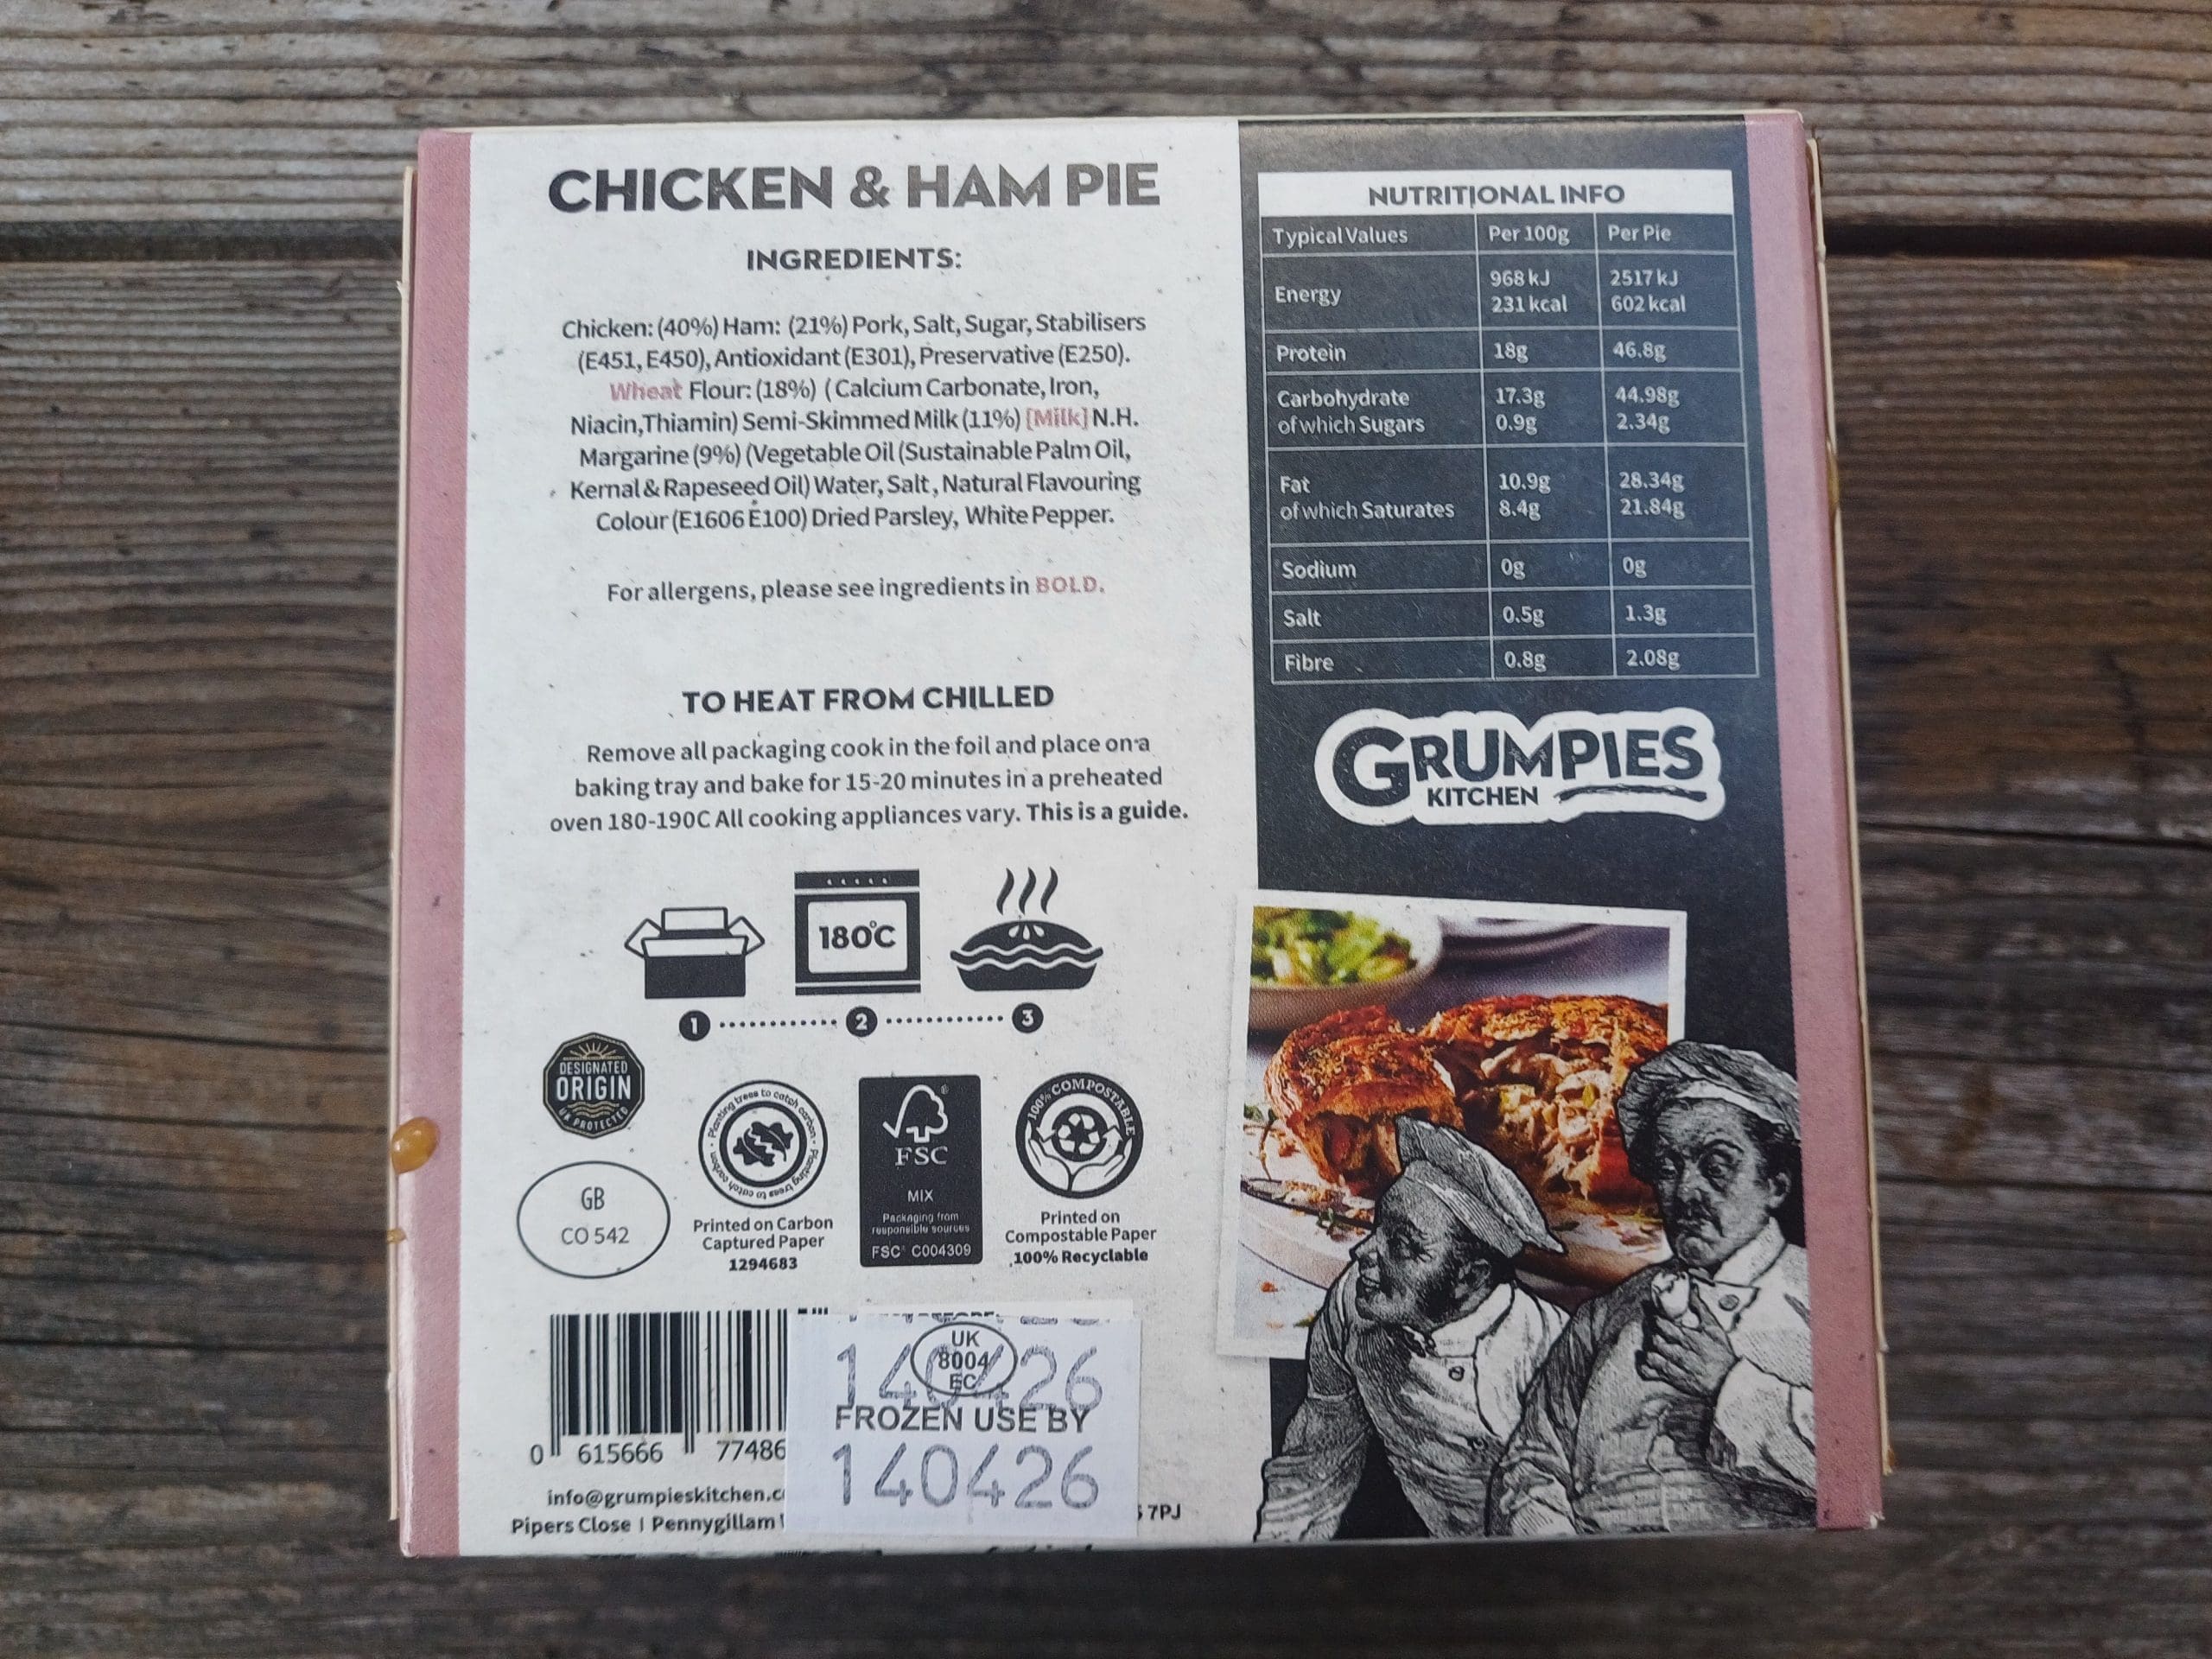 CHICKEN & HAM PIE
INGREDIENTS:
Chicken: (40%) Ham: (21%) Pork, Salt, Sugar, Stabilisers
(E451, E450), Antioxidant (E301), Preservative (E250).
Wheat Flour: (18%) ( Calcium Carbonate, Iron,
Niacin,Thiamin) Semi-Skimmed Milk (11%) [Milk] N.H.
Margarine (9%) (Vegetable Oil (Sustainable Palm Oil,
Kernal & Rapeseed Oil) Water, Salt , Natural Flavouring
Colour (E1606 E100) Dried Parsley, White Pepper.
For allergens, please see ingredients in BOLD.
TO HEAT FROM CHILLED
Remove all packaging cook in the foil and place on a
baking tray and bake for 15-20 minutes in a preheated
oven 180-190C All cooking appliances vary. This is a guide.
180°C
1 2 3
DESIGNATED
ORIGIN
UK PROTECTED
GB
CO 542
Planting trees to catch carbon • Planting trees to catch carbon •
Printed on Carbon
Captured Paper
1294683
FSC
MIX
Packaging from
responsible sources
FSC® C004309
100% COMPOSTABLE
Printed on
Compostable Paper
100% Recyclable
0 615666 77486
UK
8004
EC
140426
FROZEN USE BY
140426
info@grumpieskitchen.c
Pipers Close | Pennygillam
7PJ
NUTRITIONAL INFO
Typical Values Per 100g Per Pie
Energy 968 kJ 2517 kJ
231 kcal 602 kcal
Protein 18g 46.8g
Carbohydrate 17.3g 44.98g
of which Sugars 0.9g 2.34g
Fat 10.9g 28.34g
of which Saturates 8.4g 21.84g
Sodium 0g 0g
Salt 0.5g 1.3g
Fibre 0.8g 2.08g
GRUMPIES
KITCHEN